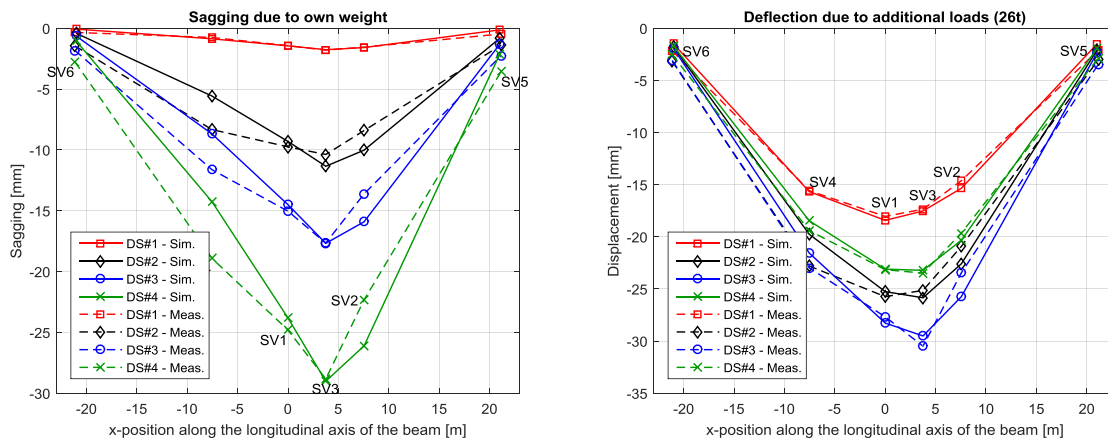 Sagging due to own weight
0
-5
-10
-15
-20
-25
-30
Sagging [mm]
-20 -15 -10 -5 0 5 10 15 20
x-position along the longitudinal axis of the beam [m]
SV6
SV5
SV2
SV1
SV3
DS#1 - Sim.
DS#2 - Sim.
DS#3 - Sim.
DS#4 - Sim.
DS#1 - Meas.
DS#2 - Meas.
DS#3 - Meas.
DS#4 - Meas.
Deflection due to additional loads (26t)
0
-5
-10
-15
-20
-25
-30
-35
Displacement [mm]
-20 -15 -10 -5 0 5 10 15 20
x-position along the longitudinal axis of the beam [m]
SV6
SV5
SV4
SV2
SV3
SV1
DS#1 - Sim.
DS#2 - Sim.
DS#3 - Sim.
DS#4 - Sim.
DS#1 - Meas.
DS#2 - Meas.
DS#3 - Meas.
DS#4 - Meas.